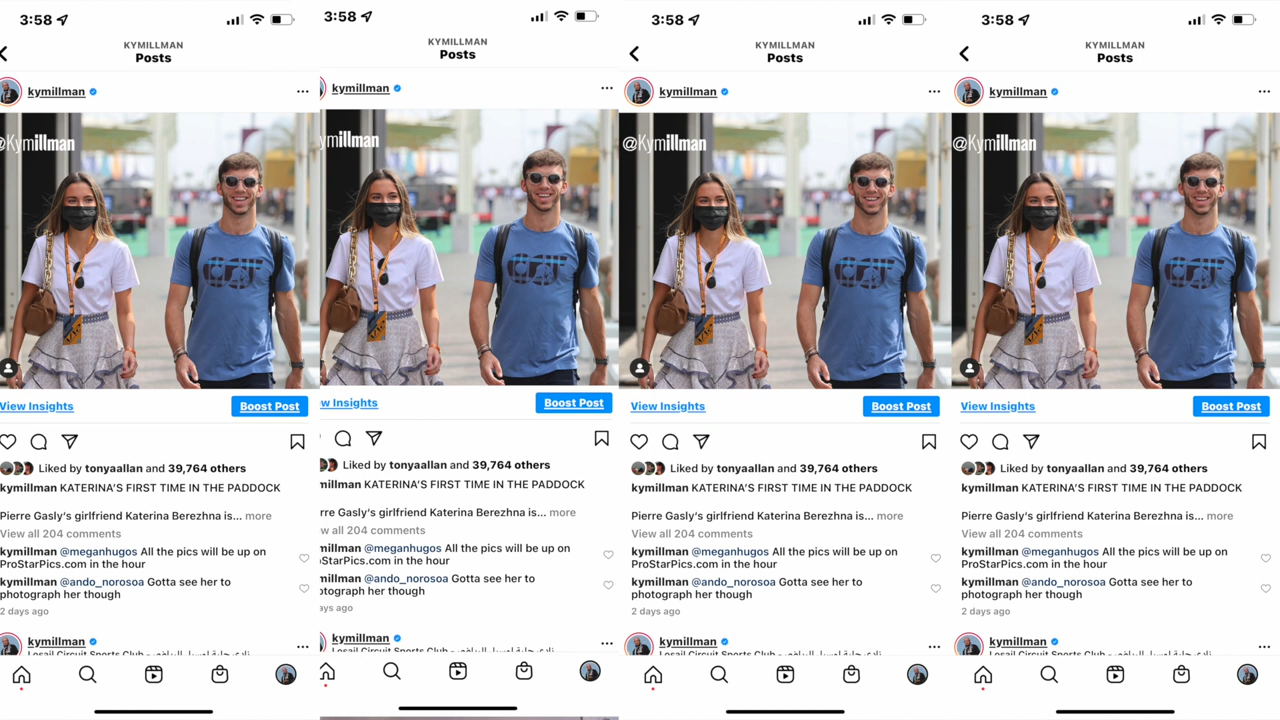 3:58
KYMILLMAN
Posts
kymillman
@Kymillman
View Insights
Boost Post
Liked by tonyaallan and 39,764 others
kymillman KATERINA'S FIRST TIME IN THE PADDOCK
Pierre Gasly's girlfriend Katerina Berezhna is... more
View all 204 comments
kymillman @meganhugos All the pics will be up on
ProStarPics.com in the hour
kymillman @ando_norosoa Gotta see her to
photograph her though
2 days ago
kymillman
Losail Circuit Sports Club -
3:58
KYMILLMAN
Posts
kymillman
millman
w Insights
Boost Post
Liked by tonyaallan and 39,764 others
millman KATERINA'S FIRST TIME IN THE PADDOCK
rre Gasly's girlfriend Katerina Berezhna is... more
w all 204 comments
millman @meganhugos All the pics will be up on
StarPics.com in the hour
millman @ando_norosoa Gotta see her to
otograph her though
ays ago
kymillman
Losail Circuit Sports Club -
3:58
KYMILLMAN
Posts
kymillman
@Kymillman
View Insights
Boost Post
Liked by tonyaallan and 39,764 others
kymillman KATERINA'S FIRST TIME IN THE PADDOCK
Pierre Gasly's girlfriend Katerina Berezhna is... more
View all 204 comments
kymillman @meganhugos All the pics will be up on
ProStarPics.com in the hour
kymillman @ando_norosoa Gotta see her to
photograph her though
2 days ago
kymillman
Losail Circuit Sports Club -
3:58
KYMILLMAN
Posts
kymillman
@Kymillman
View Insights
Boost Post
Liked by tonyaallan and 39,764 others
kymillman KATERINA'S FIRST TIME IN THE PADDOCK
Pierre Gasly's girlfriend Katerina Berezhna is... more
View all 204 comments
kymillman @meganhugos All the pics will be up on
ProStarPics.com in the hour
kymillman @ando_norosoa Gotta see her to
photograph her though
2 days ago
kymillman
Losail Circuit Sports Club -